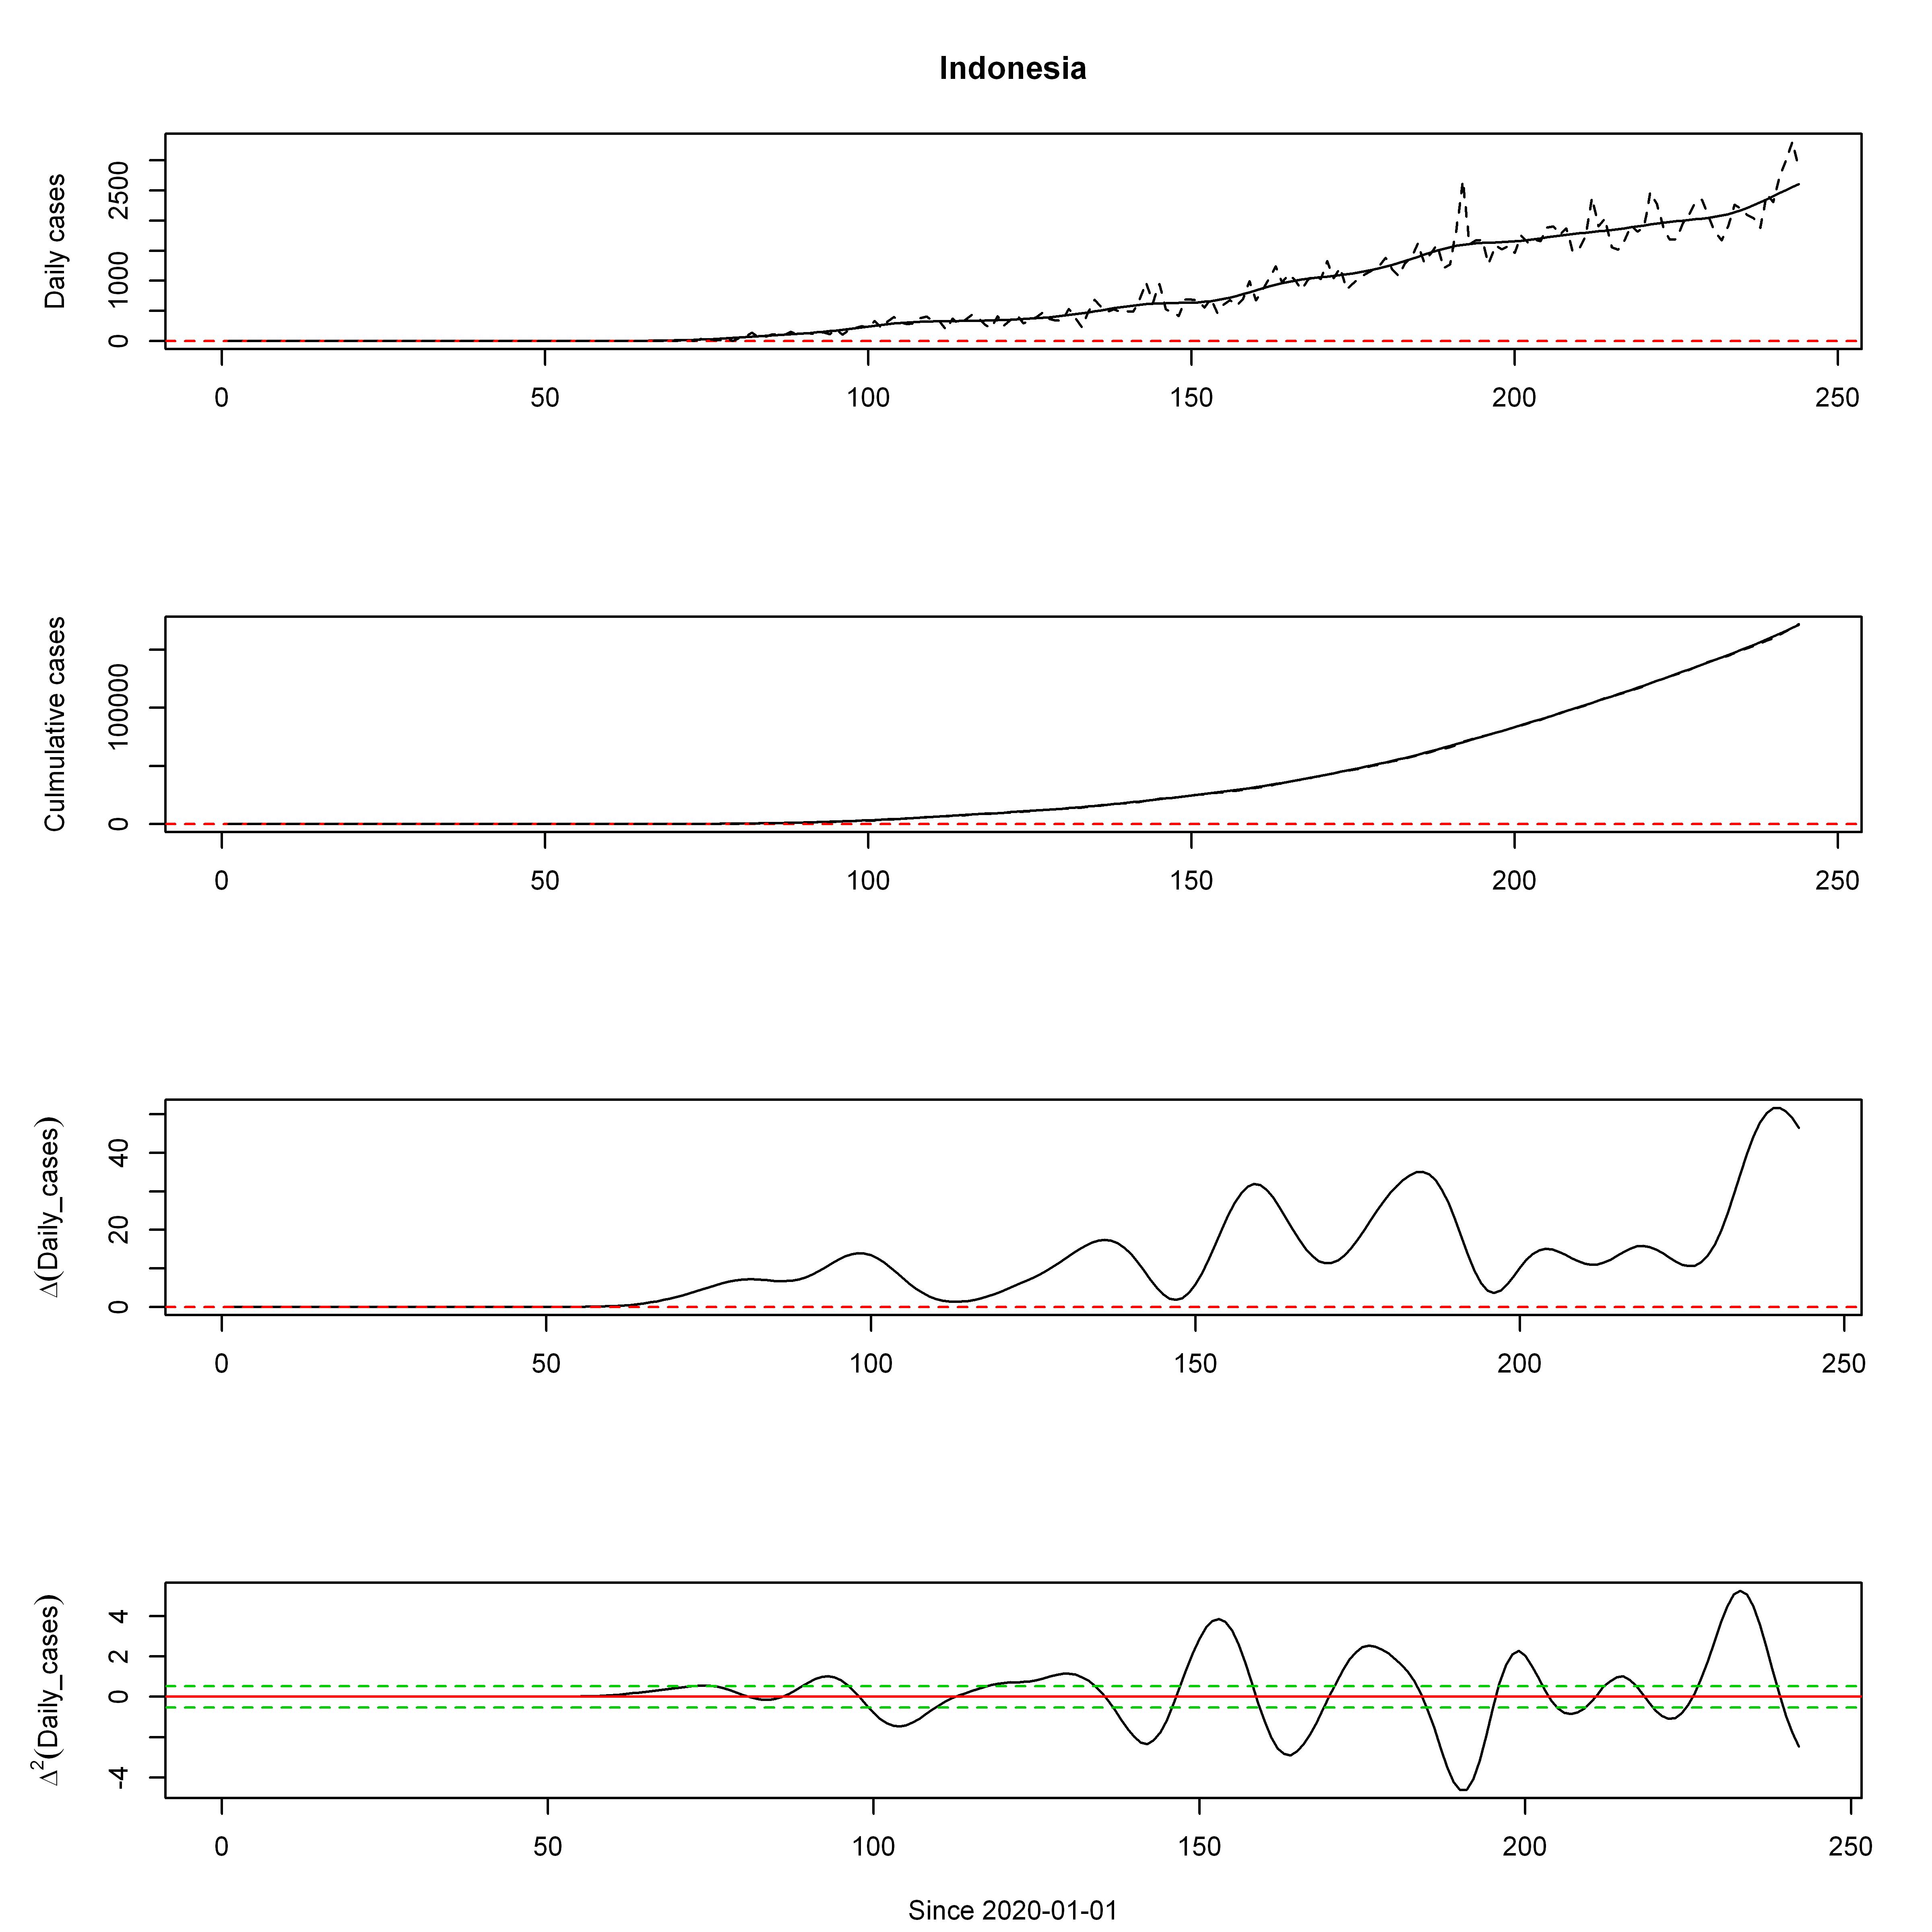 Indonesia
Daily cases
0 1000 2500
0 50 100 150 200 250
Culmulative cases
0 100000
0 50 100 150 200 250
Δ(Daily_cases)
0 20 40
0 50 100 150 200 250
Δ²(Daily_cases)
-4 0 2 4
0 50 100 150 200 250
Since 2020-01-01